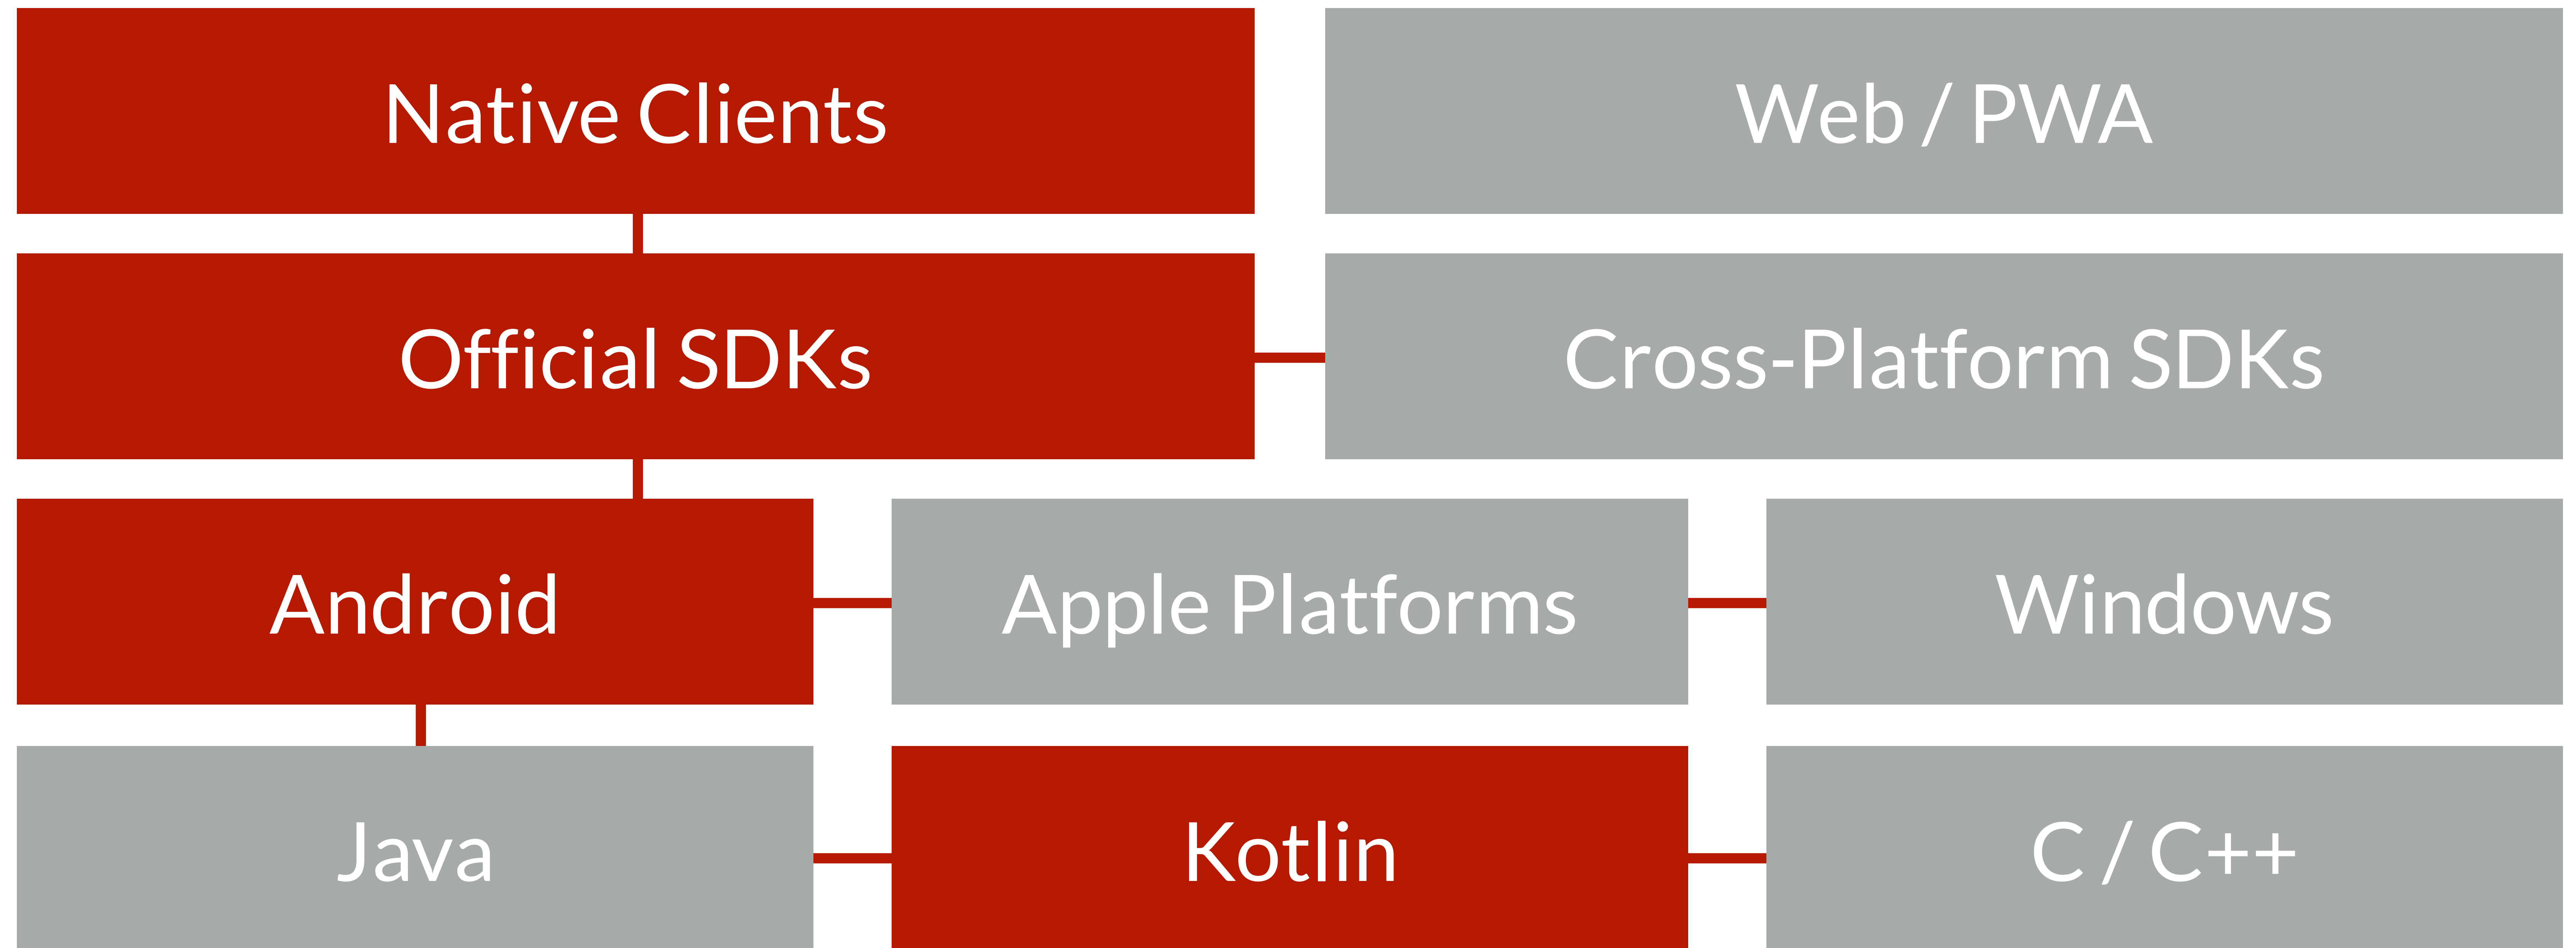 Native Clients
Web / PWA
Official SDKs
Cross-Platform SDKs
Android
Apple Platforms
Windows
Java
Kotlin
C / C++